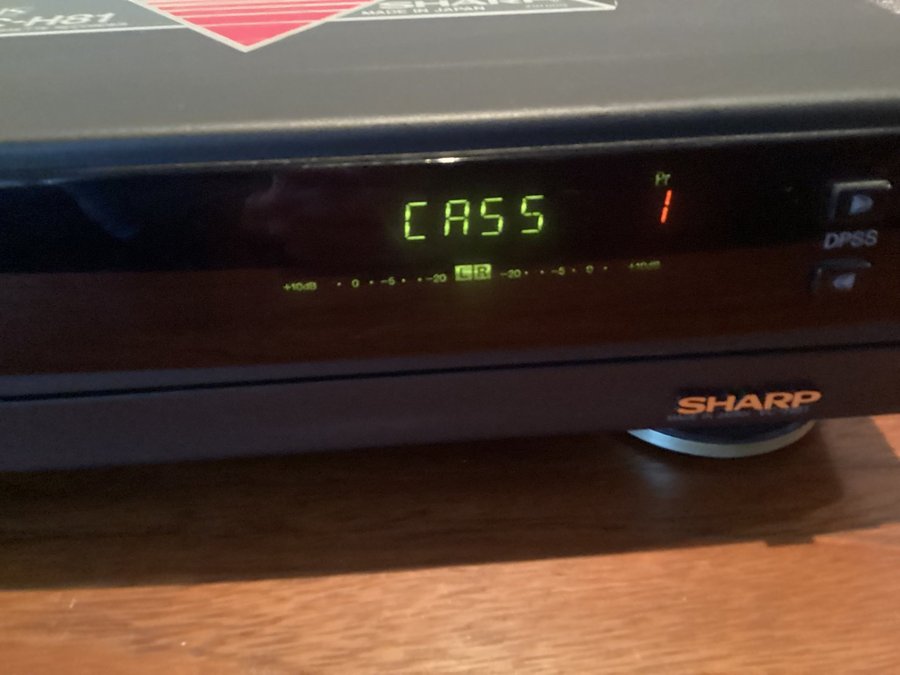 -H81
SHARP
MADE IN JAPAN
CASS
Pr
1
+10dB · 0 · -5 · · -20 L R -20 · · -5 · 0 · +10dB
DPSS
SHARP